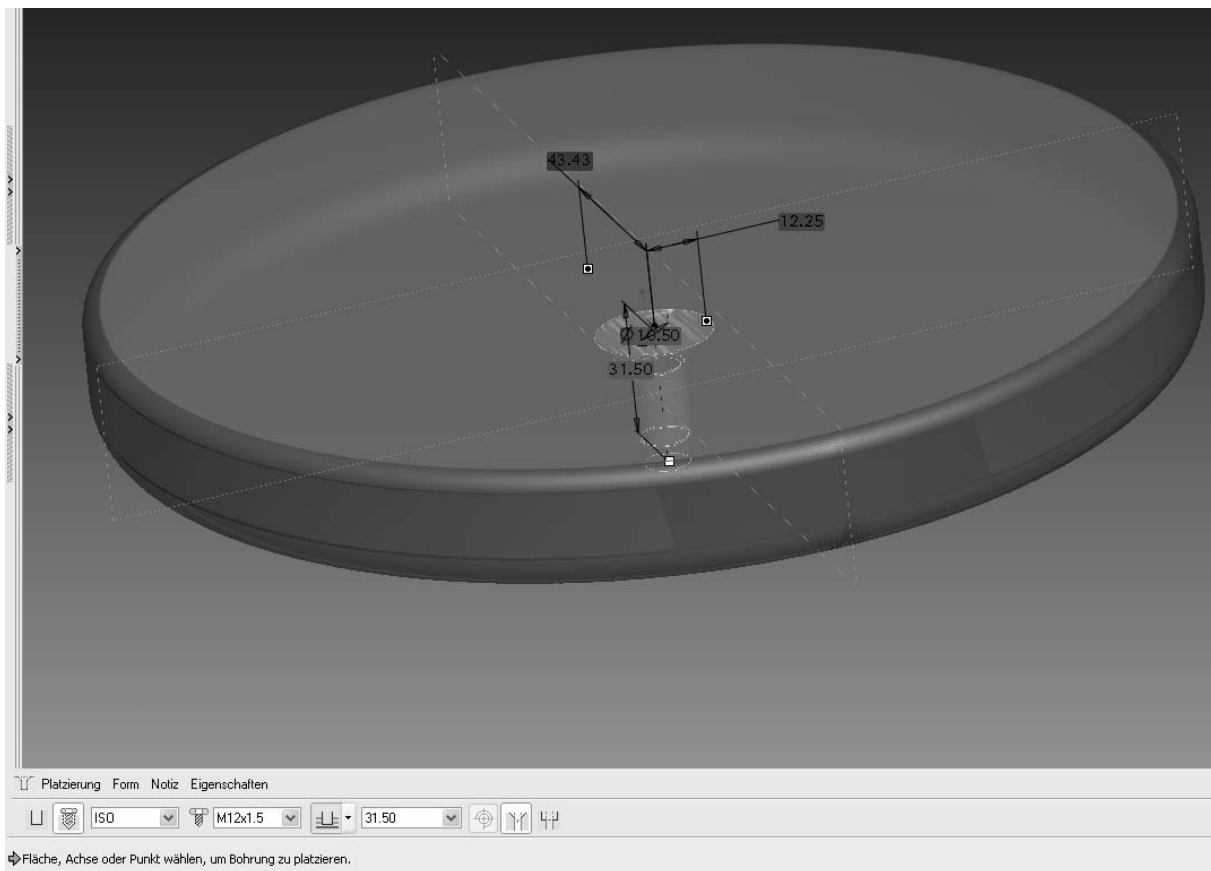 43.43
12.25
Ø 10.50
31.50
Platzierung Form Notiz Eigenschaften
ISO M12x1.5 31.50
Fläche, Achse oder Punkt wählen, um Bohrung zu platzieren.